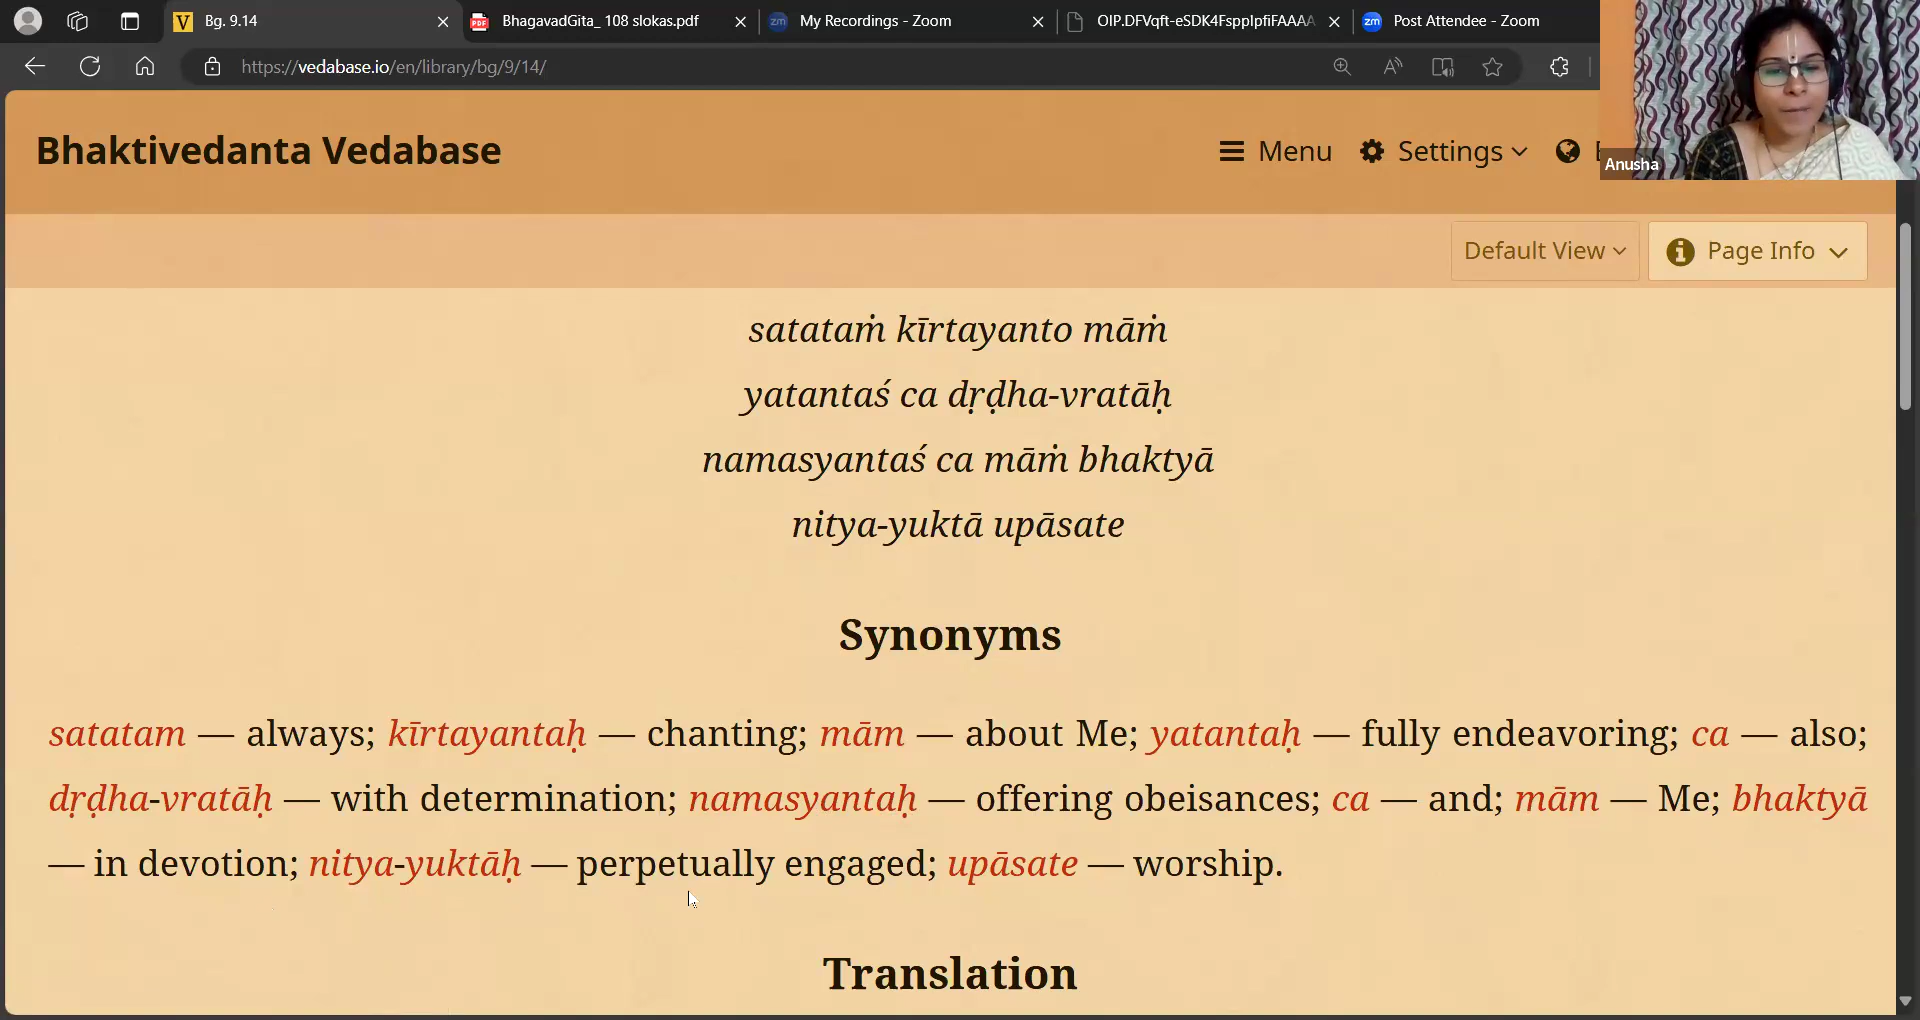 Bg. 9.14
BhagavadGita_ 108 slokas.pdf
My Recordings - Zoom
OIP.DFVqft-eSDK4FspplpfiFAAAA
Post Attendee - Zoom
https://vedabase.io/en/library/bg/9/14/
Bhaktivedanta Vedabase
Menu
Settings
Anusha
Default View
Page Info
satataṁ kīrtayanto māṁ
yatantaś ca dṛḍha-vratāḥ
namasyantaś ca māṁ bhaktyā
nitya-yuktā upāsate
Synonyms
satatam — always; kīrtayantaḥ — chanting; mām — about Me; yatantaḥ — fully endeavoring; ca — also;
dṛḍha-vratāḥ — with determination; namasyantaḥ — offering obeisances; ca — and; mām — Me; bhaktyā
— in devotion; nitya-yuktāḥ — perpetually engaged; upāsate — worship.
Translation